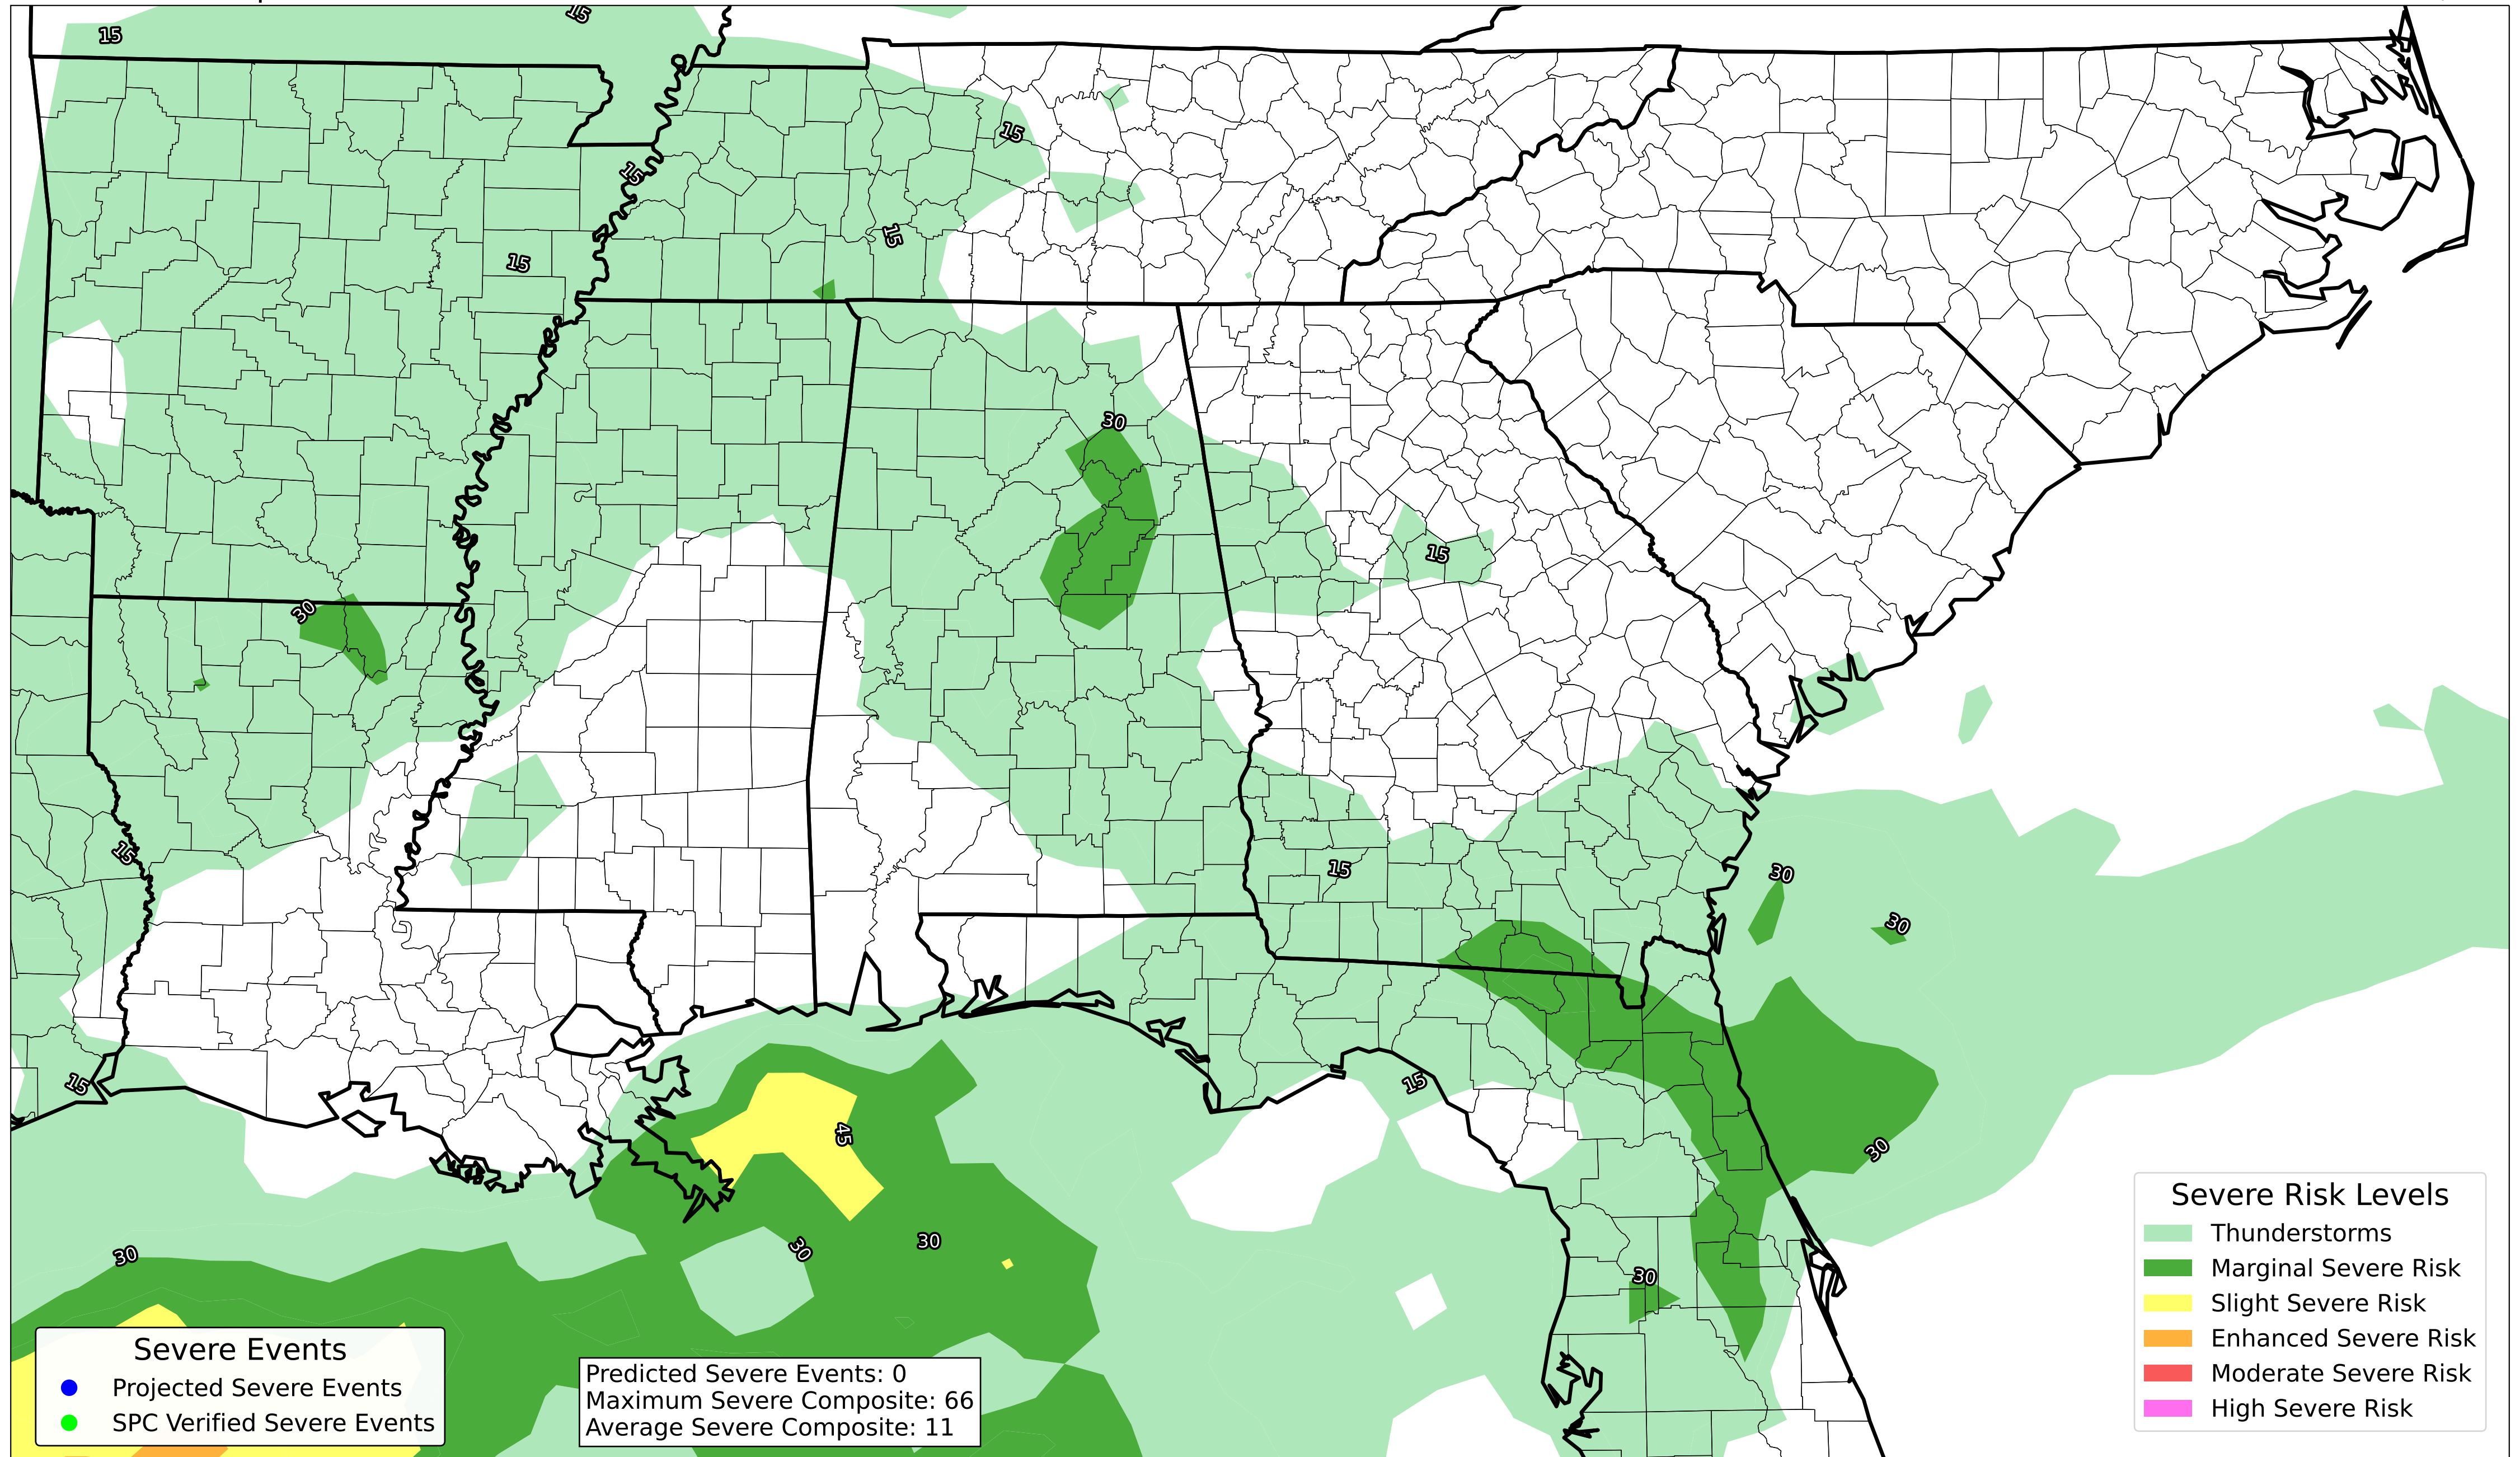 15
15
15
15
15
15
30
15
30
15
15
30
30
15
15
45
30
30
30
30
30
Severe Risk Levels
Thunderstorms
Marginal Severe Risk
Slight Severe Risk
Enhanced Severe Risk
Moderate Severe Risk
High Severe Risk
Severe Events
Projected Severe Events
SPC Verified Severe Events
Predicted Severe Events: 0
Maximum Severe Composite: 66
Average Severe Composite: 11